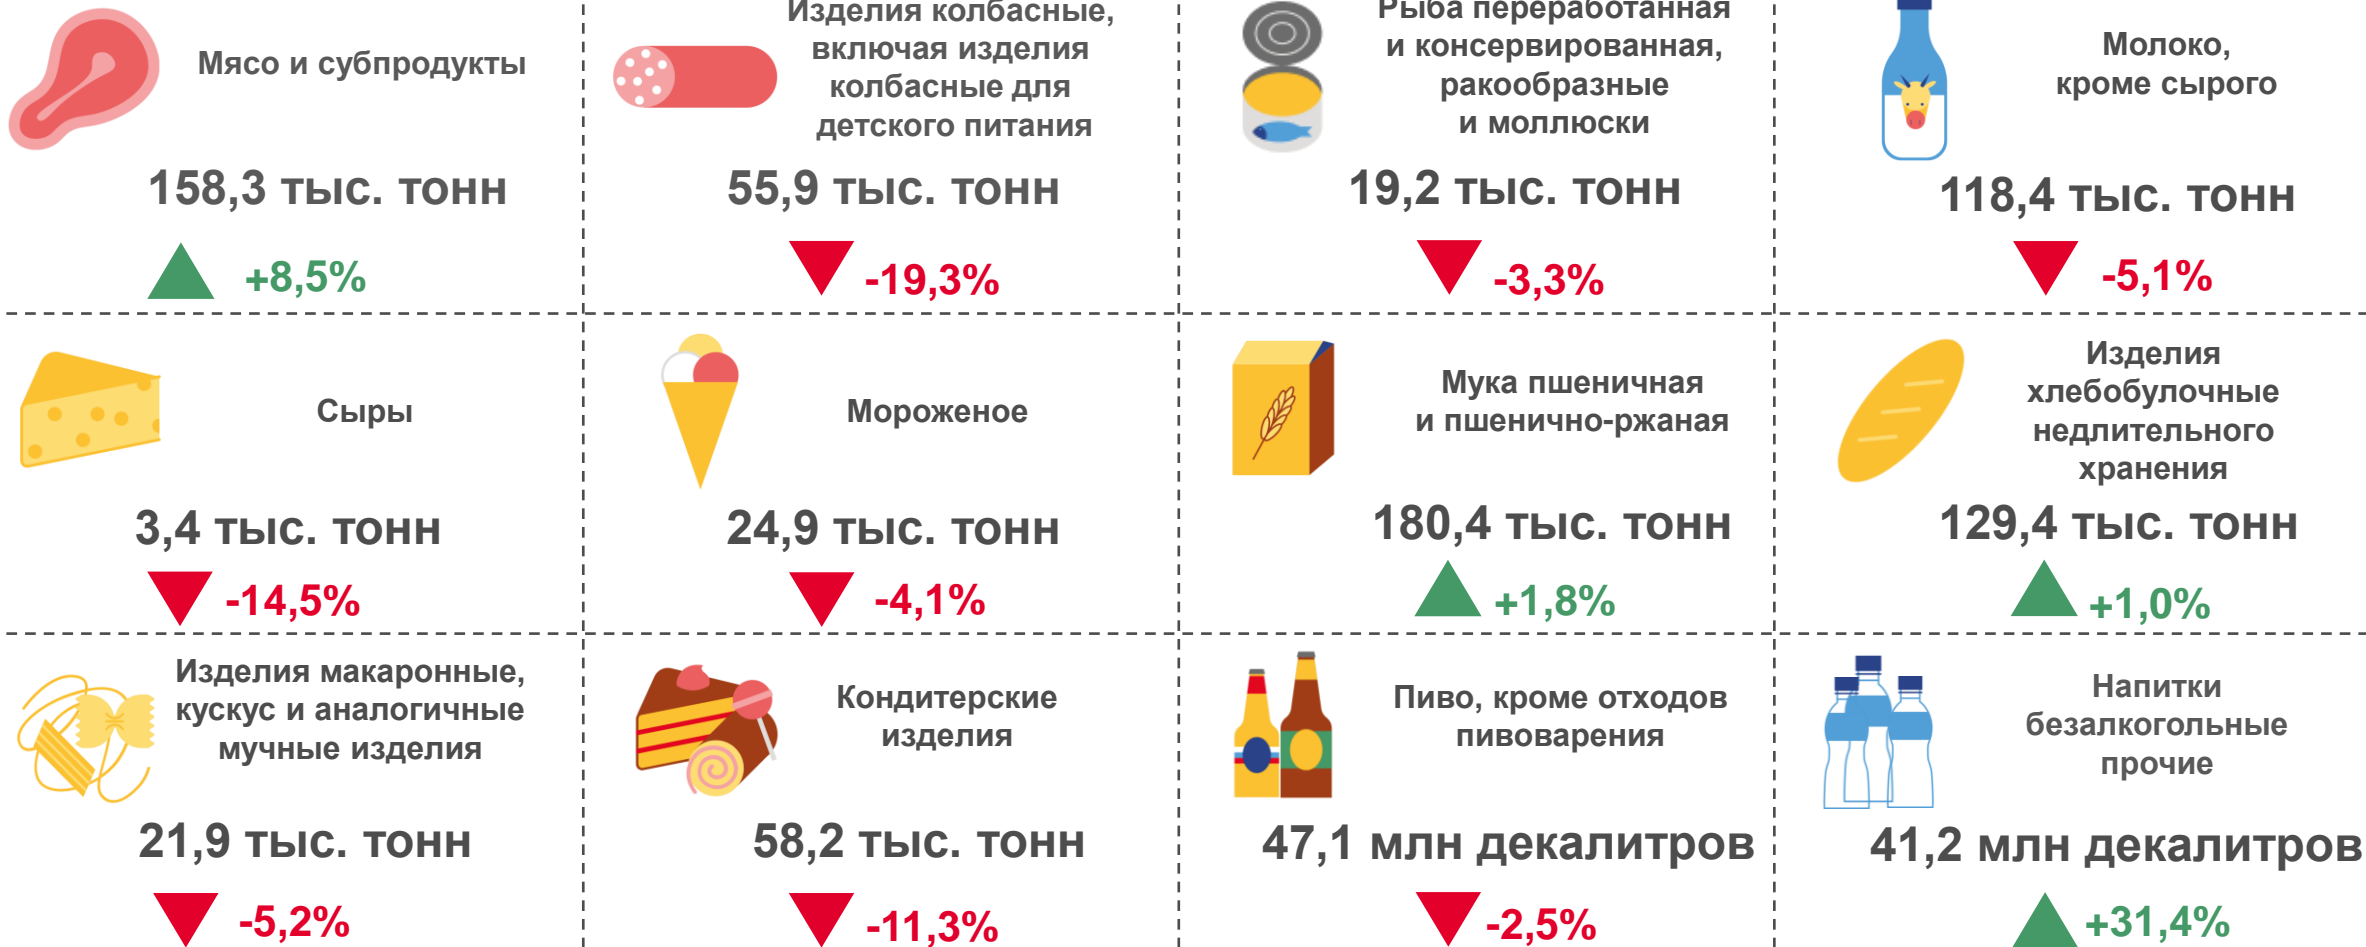 Мясо и субпродукты
158,3 тыс. тонн
+8,5%
Изделия колбасные,
включая изделия
колбасные для
детского питания
55,9 тыс. тонн
-19,3%
Рыба переработанная
и консервированная,
ракообразные
и моллюски
19,2 тыс. тонн
-3,3%
Молоко,
кроме сырого
118,4 тыс. тонн
-5,1%
Сыры
3,4 тыс. тонн
-14,5%
Мороженое
24,9 тыс. тонн
-4,1%
Мука пшеничная
и пшенично-ржаная
180,4 тыс. тонн
+1,8%
Изделия
хлебобулочные
недлительного
хранения
129,4 тыс. тонн
+1,0%
Изделия макаронные,
кускус и аналогичные
мучные изделия
21,9 тыс. тонн
-5,2%
Кондитерские
изделия
58,2 тыс. тонн
-11,3%
Пиво, кроме отходов
пивоварения
47,1 млн декалитров
-2,5%
Напитки
безалкогольные
прочие
41,2 млн декалитров
+31,4%